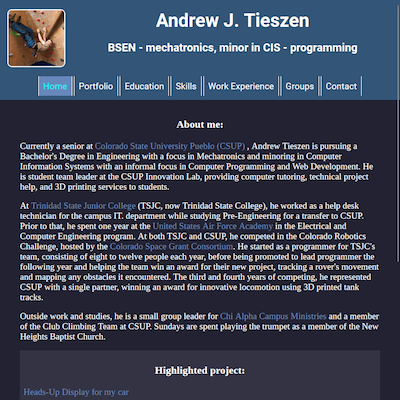 Andrew J. Tieszen
BSEN - mechatronics, minor in CIS - programming
Home Portfolio Education Skills Work Experience Groups Contact
About me:
Currently a senior at Colorado State University Pueblo (CSUP) , Andrew Tieszen is pursuing a
Bachelor's Degree in Engineering with a focus in Mechatronics and minoring in Computer
Information Systems with an informal focus in Computer Programming and Web Development. He
is student team leader at the CSUP Innovation Lab, providing computer tutoring, technical project
help, and 3D printing services to students.
At Trinidad State Junior College (TSJC, now Trinidad State College), he worked as a help desk
technician for the campus IT. department while studying Pre-Engineering for a transfer to CSUP.
Prior to that, he spent one year at the United States Air Force Academy in the Electrical and
Computer Engineering program. At both TSJC and CSUP, he competed in the Colorado Robotics
Challenge, hosted by the Colorado Space Grant Consortium. He started as a programmer for TSJC's
team, consisting of eight to twelve people each year, before being promoted to lead programmer the
following year and helping the team win an award for their new project, tracking a rover's movement
and mapping any obstacles it encountered. The third and fourth years of competing, he represented
CSUP with a single partner, winning an award for innovative locomotion using 3D printed tank
tracks.
Outside work and studies, he is a small group leader for Chi Alpha Campus Ministries and a member
of the Club Climbing Team at CSUP. Sundays are spent playing the trumpet as a member of the New
Heights Baptist Church.
Highlighted project:
Heads-Up Display for my car